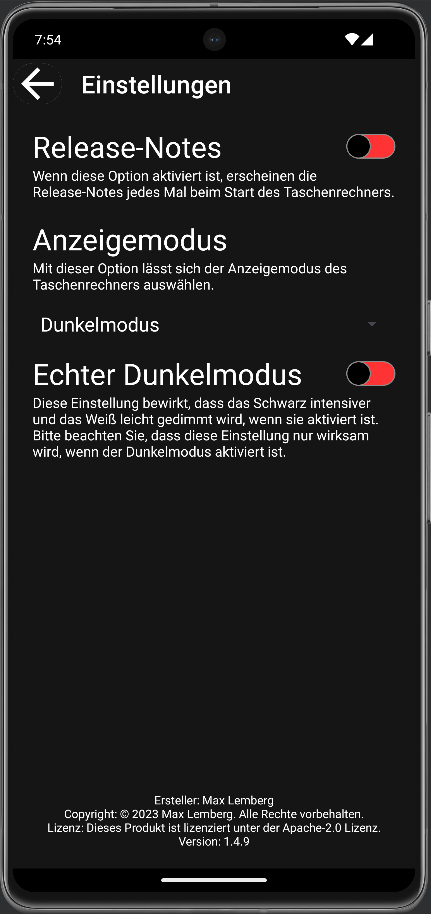 7:54
Einstellungen
Release-Notes
Wenn diese Option aktiviert ist, erscheinen die
Release-Notes jedes Mal beim Start des Taschenrechners.
Anzeigemodus
Mit dieser Option lässt sich der Anzeigemodus des
Taschenrechners auswählen.
Dunkelmodus
Echter Dunkelmodus
Diese Einstellung bewirkt, dass das Schwarz intensiver
und das Weiß leicht gedimmt wird, wenn sie aktiviert ist.
Bitte beachten Sie, dass diese Einstellung nur wirksam
wird, wenn der Dunkelmodus aktiviert ist.
Ersteller: Max Lemberg
Copyright: © 2023 Max Lemberg. Alle Rechte vorbehalten.
Lizenz: Dieses Produkt ist lizenziert unter der Apache-2.0 Lizenz.
Version: 1.4.9